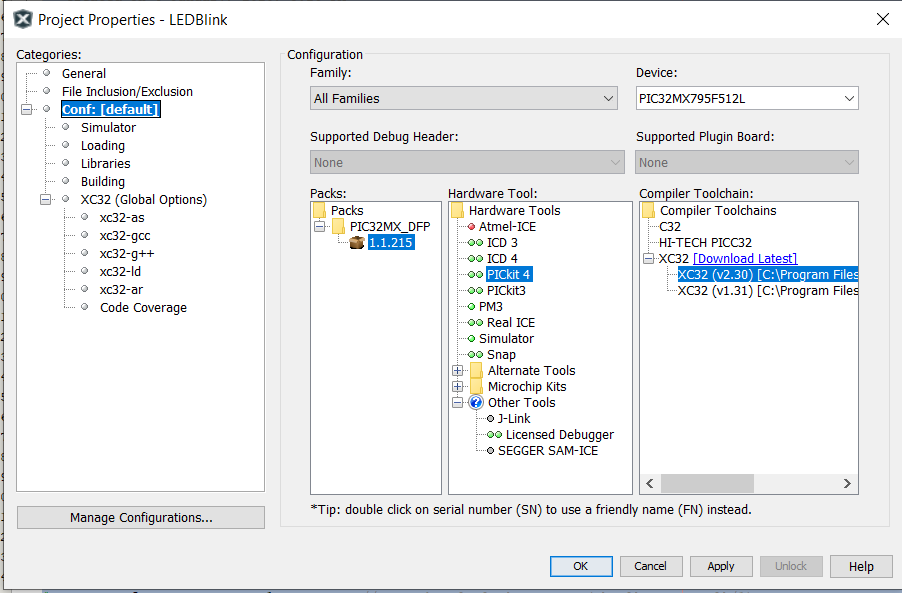 Project Properties - LEDBlink
Categories:
General
File Inclusion/Exclusion
Conf: [default]
Simulator
Loading
Libraries
Building
XC32 (Global Options)
xc32-as
xc32-gcc
xc32-g++
xc32-ld
xc32-ar
Code Coverage
Manage Configurations...
Configuration
Family:
All Families
Device:
PIC32MX795F512L
Supported Debug Header:
None
Supported Plugin Board:
None
Packs:
Packs
PIC32MX_DFP
1.1.215
Hardware Tool:
Hardware Tools
Atmel-ICE
ICD 3
ICD 4
PICkit 4
PICkit3
PM3
Real ICE
Simulator
Snap
Alternate Tools
Microchip Kits
Other Tools
J-Link
Licensed Debugger
SEGGER SAM-ICE
Compiler Toolchain:
Compiler Toolchains
C32
HI-TECH PICC32
XC32 [Download Latest]
XC32 (v2.30) [C:\Program Files
XC32 (v1.31) [C:\Program Files
*Tip: double click on serial number (SN) to use a friendly name (FN) instead.
OK
Cancel
Apply
Unlock
Help